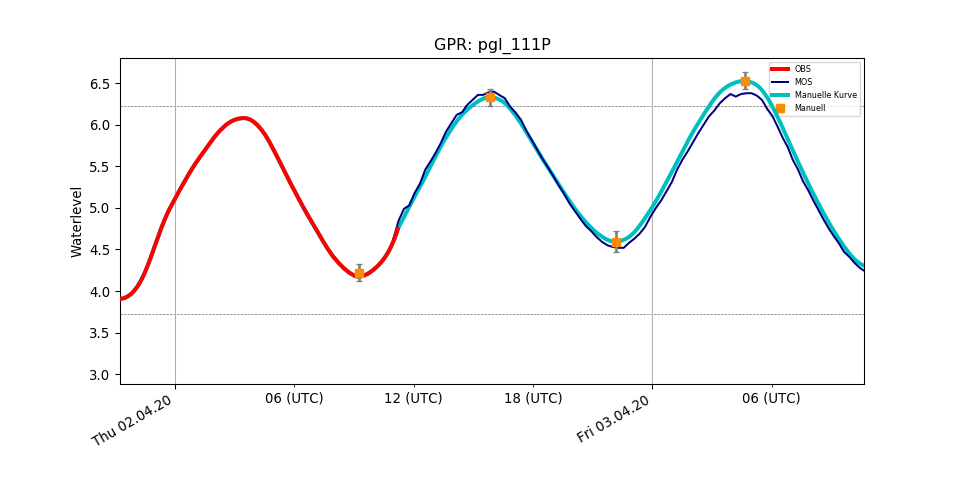 GPR: pgl_111P
OBS
MOS
Manuelle Kurve
Manuell
Waterlevel
6.5
6.0
5.5
5.0
4.5
4.0
3.5
3.0
Thu 02.04.20
06 (UTC)
12 (UTC)
18 (UTC)
Fri 03.04.20
06 (UTC)